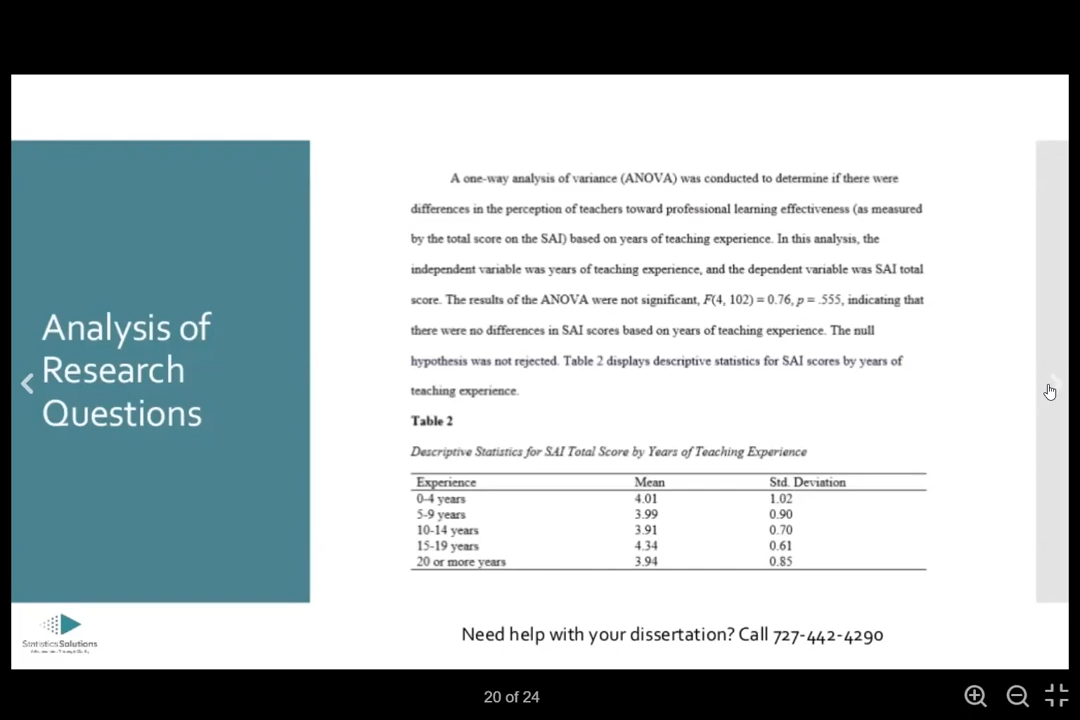 Analysis of
Research
Questions
A one-way analysis of variance (ANOVA) was conducted to determine if there were
differences in the perception of teachers toward professional learning effectiveness (as measured
by the total score on the SAI) based on years of teaching experience. In this analysis, the
independent variable was years of teaching experience, and the dependent variable was SAI total
score. The results of the ANOVA were not significant, F(4, 102) = 0.76, p = .555, indicating that
there were no differences in SAI scores based on years of teaching experience. The null
hypothesis was not rejected. Table 2 displays descriptive statistics for SAI scores by years of
teaching experience.
Table 2
Descriptive Statistics for SAI Total Score by Years of Teaching Experience
Experience Mean Std. Deviation
0-4 years 4.01 1.02
5-9 years 3.99 0.90
10-14 years 3.91 0.70
15-19 years 4.34 0.61
20 or more years 3.94 0.85
StatisticsSolutions
Need help with your dissertation? Call 727-442-4290
20 of 24